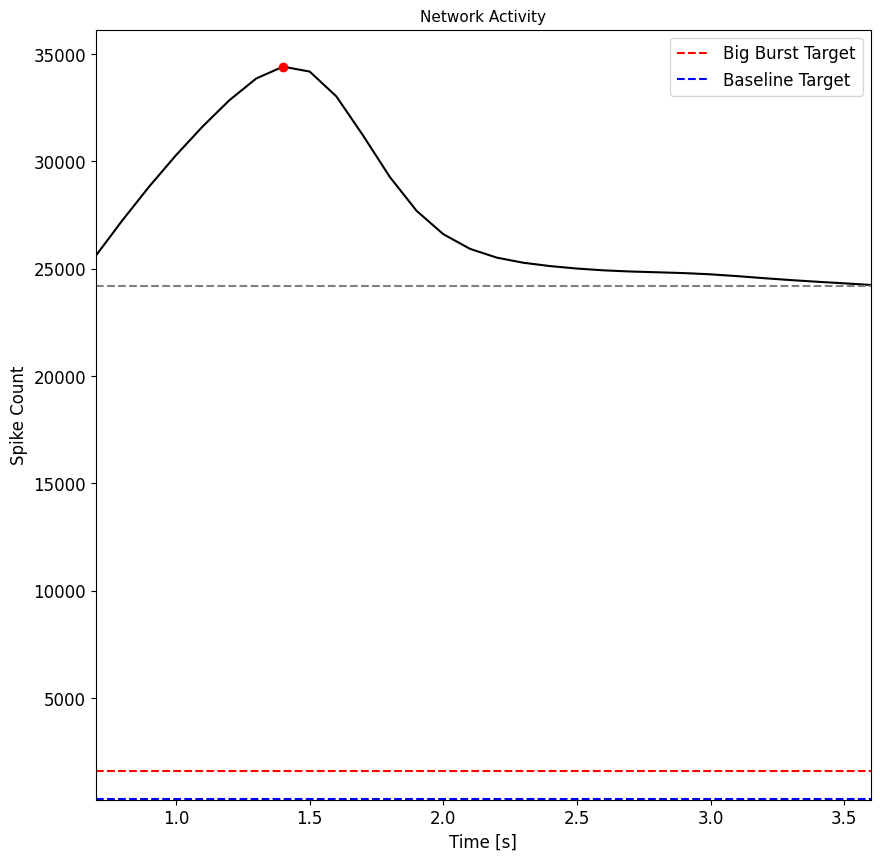 Network Activity
Big Burst Target
Baseline Target
35000
30000
25000
20000
15000
10000
5000
Spike Count
1.0 1.5 2.0 2.5 3.0 3.5
Time [s]